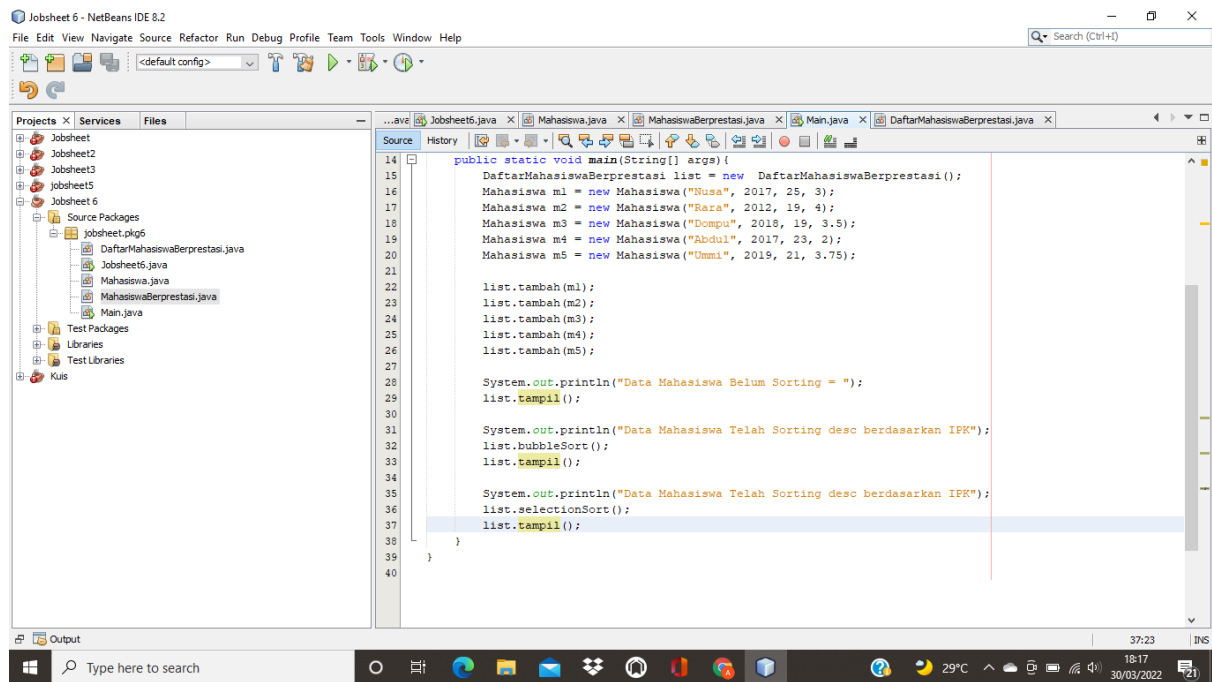 Jobsheet 6 - NetBeans IDE 8.2
File Edit View Navigate Source Refactor Run Debug Profile Team Tools Window Help
Search (Ctrl+I)
<default config>
Projects Services Files
Jobsheet
Jobsheet2
Jobsheet3
jobsheet5
Jobsheet 6
Source Packages
jobsheet.pkg6
DaftarMahasiswaBerprestasi.java
Jobsheet6.java
Mahasiswa.java
MahasiswaBerprestasi.java
Main.java
Test Packages
Libraries
Test Libraries
Kuis
...ava Jobsheet6.java Mahasiswa.java MahasiswaBerprestasi.java Main.java DaftarMahasiswaBerprestasi.java
Source History
14 public static void main(String[] args){
15 DaftarMahasiswaBerprestasi list = new DaftarMahasiswaBerprestasi();
16 Mahasiswa m1 = new Mahasiswa("Nusa", 2017, 25, 3);
17 Mahasiswa m2 = new Mahasiswa("Rara", 2012, 19, 4);
18 Mahasiswa m3 = new Mahasiswa("Dompu", 2018, 19, 3.5);
19 Mahasiswa m4 = new Mahasiswa("Abdul", 2017, 23, 2);
20 Mahasiswa m5 = new Mahasiswa("Ummi", 2019, 21, 3.75);
21
22 list.tambah(m1);
23 list.tambah(m2);
24 list.tambah(m3);
25 list.tambah(m4);
26 list.tambah(m5);
27
28 System.out.println("Data Mahasiswa Belum Sorting = ");
29 list.tampil();
30
31 System.out.println("Data Mahasiswa Telah Sorting desc berdasarkan IPK");
32 list.bubbleSort();
33 list.tampil();
34
35 System.out.println("Data Mahasiswa Telah Sorting desc berdasarkan IPK");
36 list.selectionSort();
37 list.tampil();
38 }
39 }
40
Output
37:23 INS
Type here to search
29°C
18:17
30/03/2022
21